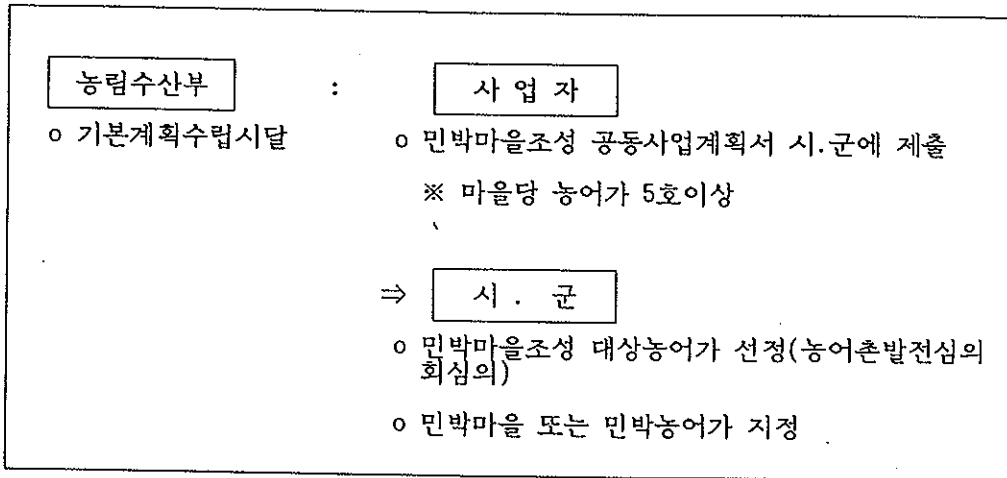 농림수산부 : 사 업 자
o 기본계획수립시달
o 민박마을조성 공동사업계획서 시.군에 제출
※ 마을당 농어가 5호이상
⇒ 시 . 군
o 민박마을조성 대상농어가 선정(농어촌발전심의
회심의)
o 민박마을 또는 민박농어가 지정